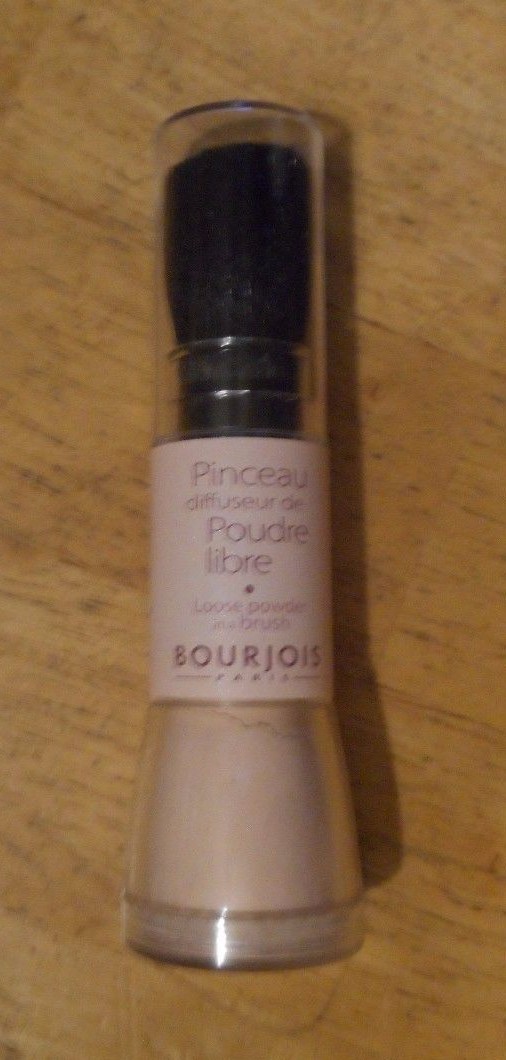 Pinceau
diffuseur de
Poudre
libre
Loose powder
in a brush
BOURJOIS
PARIS